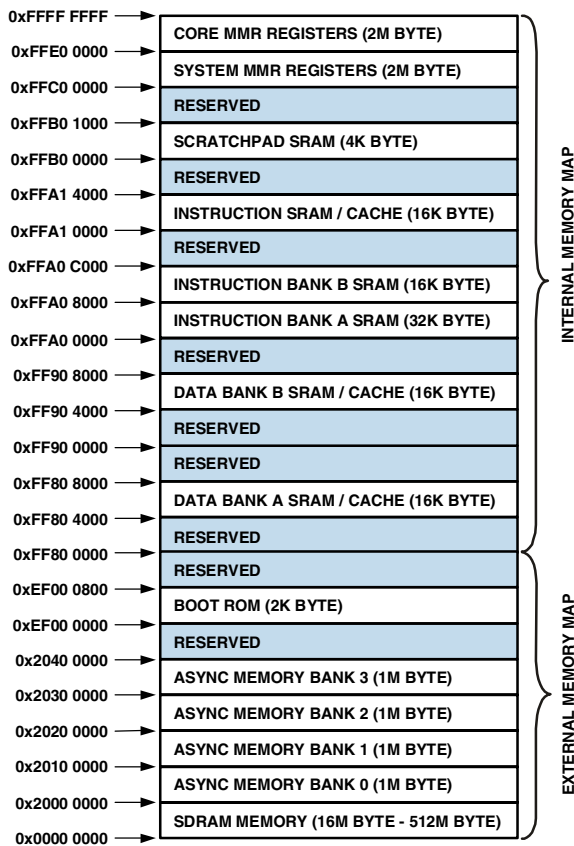 0xFFFF FFFF
CORE MMR REGISTERS (2M BYTE)
0xFFE0 0000
SYSTEM MMR REGISTERS (2M BYTE)
0xFFC0 0000
RESERVED
0xFFB0 1000
SCRATCHPAD SRAM (4K BYTE)
0xFFB0 0000
RESERVED
0xFFA1 4000
INSTRUCTION SRAM / CACHE (16K BYTE)
0xFFA1 0000
RESERVED
0xFFA0 C000
INSTRUCTION BANK B SRAM (16K BYTE)
0xFFA0 8000
INSTRUCTION BANK A SRAM (32K BYTE)
0xFFA0 0000
RESERVED
0xFF90 8000
DATA BANK B SRAM / CACHE (16K BYTE)
0xFF90 4000
RESERVED
0xFF90 0000
RESERVED
0xFF80 8000
DATA BANK A SRAM / CACHE (16K BYTE)
0xFF80 4000
RESERVED
0xFF80 0000
RESERVED
0xEF00 0800
BOOT ROM (2K BYTE)
0xEF00 0000
RESERVED
0x2040 0000
ASYNC MEMORY BANK 3 (1M BYTE)
0x2030 0000
ASYNC MEMORY BANK 2 (1M BYTE)
0x2020 0000
ASYNC MEMORY BANK 1 (1M BYTE)
0x2010 0000
ASYNC MEMORY BANK 0 (1M BYTE)
0x2000 0000
SDRAM MEMORY (16M BYTE - 512M BYTE)
0x0000 0000
INTERNAL MEMORY MAP
EXTERNAL MEMORY MAP